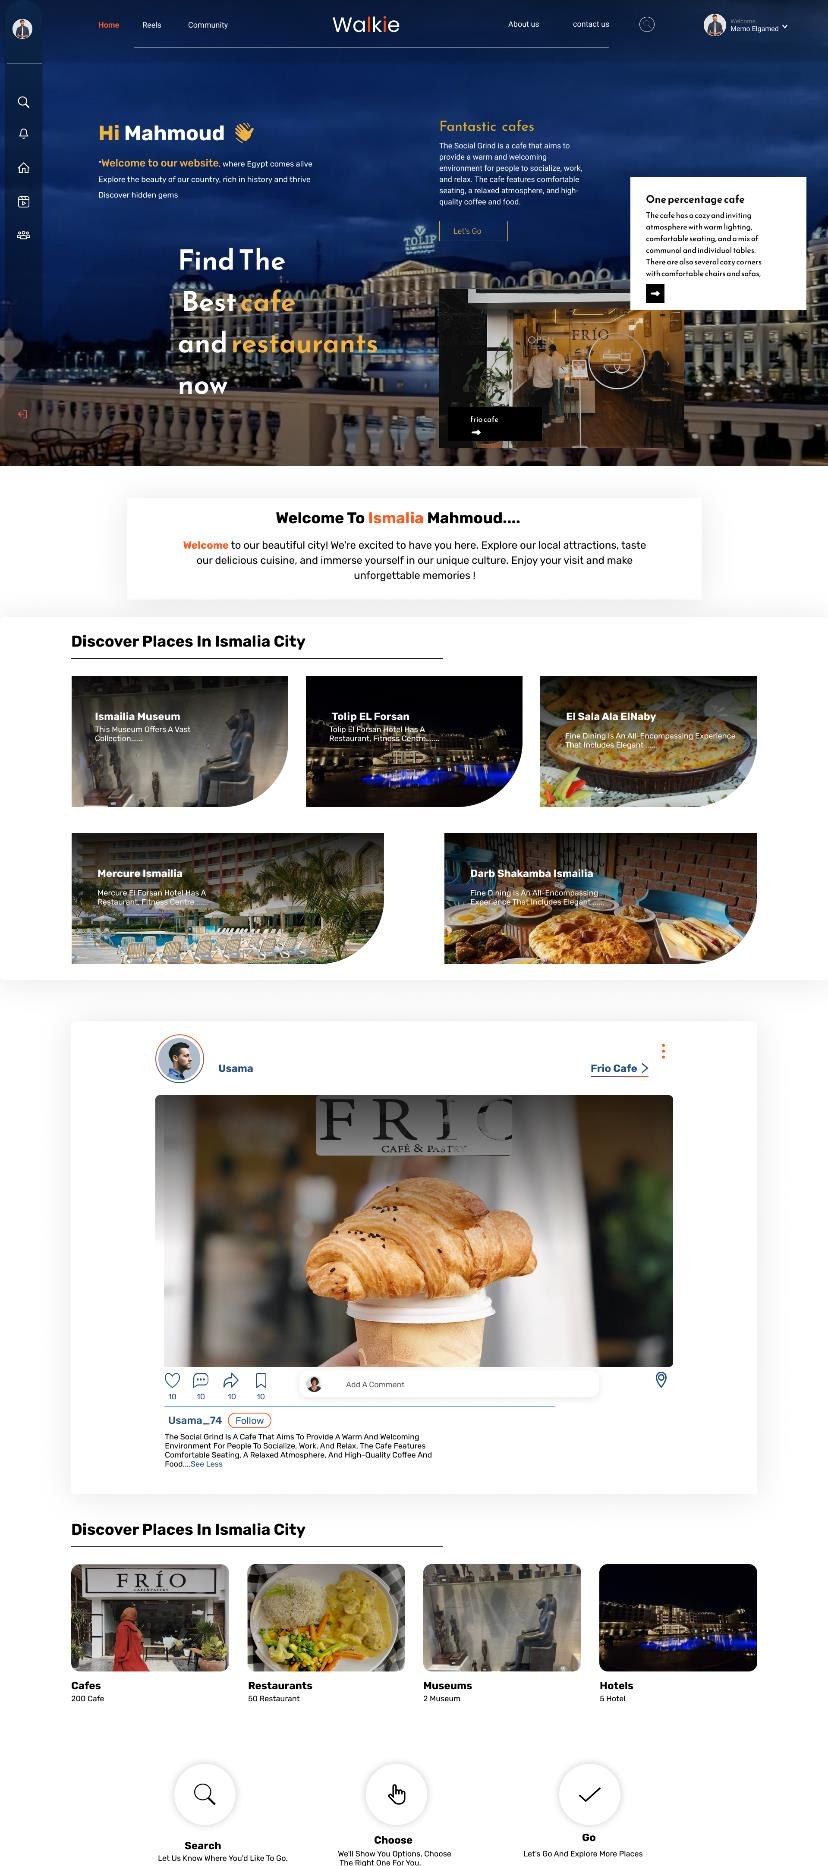 Home
Reels
Community
Walkie
About us
contact us
Welcome
Memo Elgamed
Hi Mahmoud
"Welcome to our website, where Egypt comes alive
Explore the beauty of our country, rich in history and thrive
Discover hidden gems
Find The
Best cafe
and restaurants
now
Fantastic cafes
The Social Grind is a cafe that aims to
provide a warm and welcoming
environment for people to socialize, work,
and relax. The cafe features comfortable
seating, a relaxed atmosphere, and high-
quality coffee and food.
Let's Go
TOLIP
One percentage cafe
The cafe has a cozy and inviting
atmosphere with warm lighting,
comfortable seating, and a mix of
communal and individual tables.
There are also several cozy corners
with comfortable chairs and sofas,
OPEN
FRÍO
frio cafe
Welcome To Ismalia Mahmoud....
Welcome to our beautiful city! We're excited to have you here. Explore our local attractions, taste
our delicious cuisine, and immerse yourself in our unique culture. Enjoy your visit and make
unforgettable memories !
Discover Places In Ismalia City
Ismailia Museum
This Museum Offers A Vast
Collection......
Tolip EL Forsan
Tolip El Forsan Hotel Has A
Restaurant, Fitness Centre.......
El Sala Ala ElNaby
Fine Dining Is An All-Encompassing Experience
That Includes Elegant ......
Mercure Ismailia
Mercure El Forsan Hotel Has A
Restaurant, Fitness Centre......
Darb Shakamba Ismailia
Fine Dining Is An All-Encompassing
Experience That Includes Elegant ......
Usama
Frio Cafe
FRIO
CAFÉ & PASTRY
10
10
10
10
Add A Comment
Usama_74
Follow
The Social Grind Is A Cafe That Aims To Provide A Warm And Welcoming
Environment For People To Socialize, Work, And Relax. The Cafe Features
Comfortable Seating, A Relaxed Atmosphere, And High-Quality Coffee And
Food....See Less
Discover Places In Ismalia City
FRÍO
Cafes
200 Cafe
Restaurants
50 Restaurant
Museums
2 Museum
Hotels
5 Hotel
Search
Let Us Know Where You'd Like To Go.
Choose
We'll Show You Options, Choose
The Right One For You.
Go
Let's Go And Explore More Places